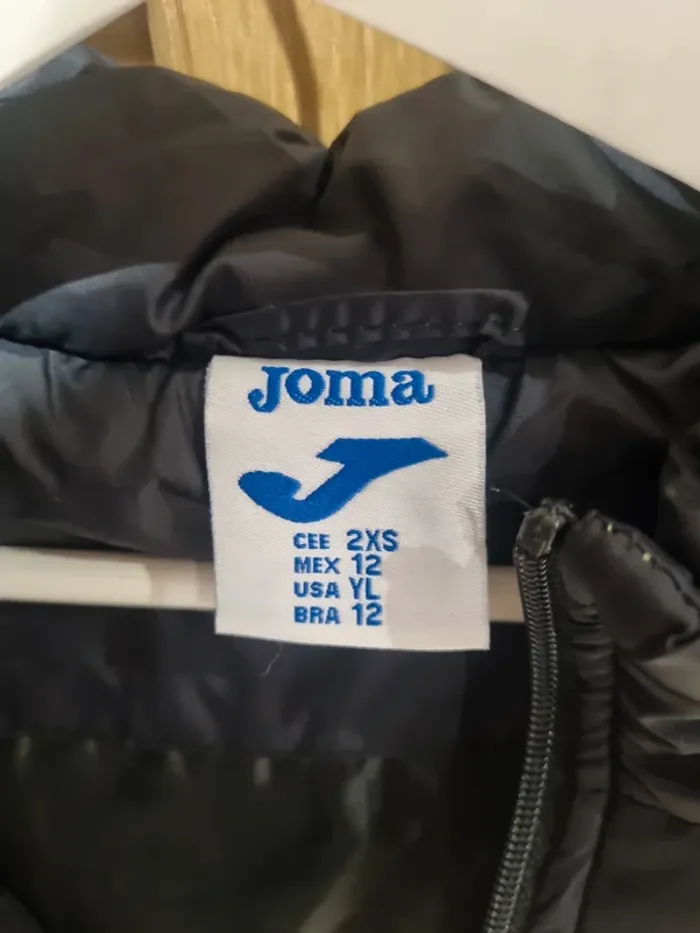 Joma
CEE 2XS
MEX 12
USA YL
BRA 12